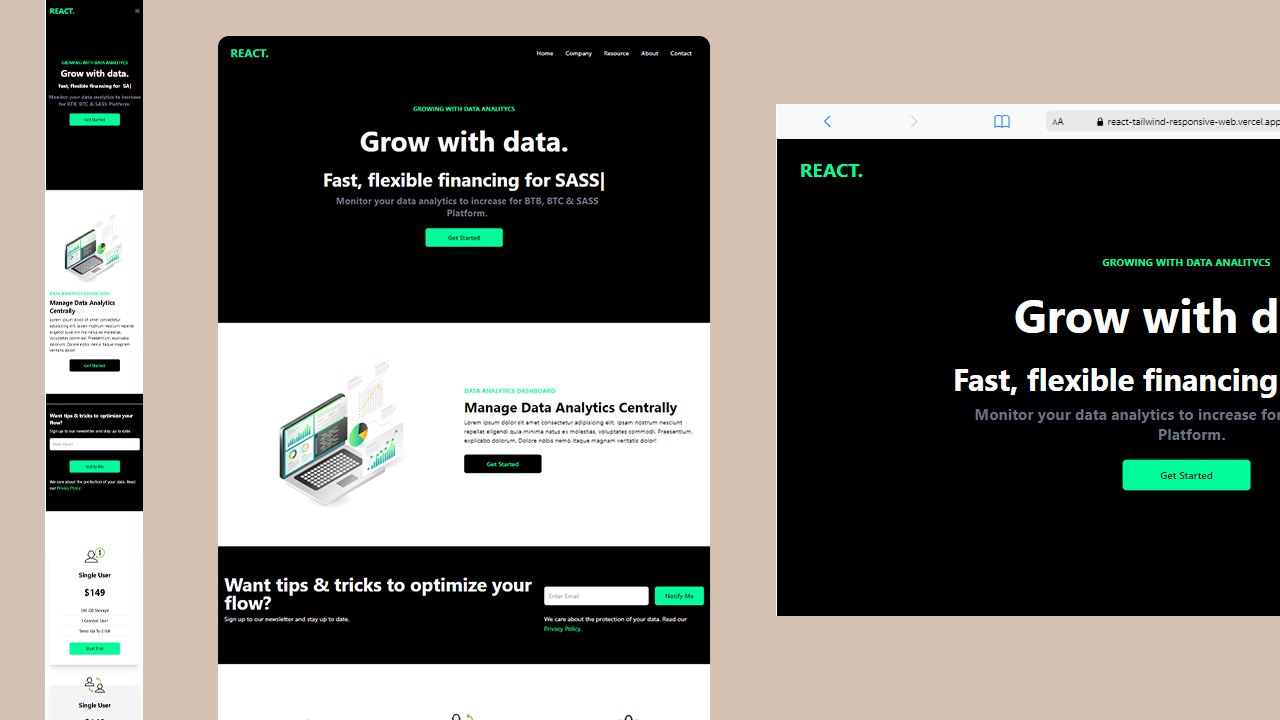 REACT.
GROWING WITH DATA ANALITYCS
Grow with data.
Fast, flexible financing for SA|
Monitor your data analytics to increase
for BTB, BTC & SASS Platform.
Get Started
DATA ANALYTICS DASHBOARD
Manage Data Analytics
Centrally
Lorem ipsum dolor sit amet consectetur
adipisicing elit. Ipsam nostrum nesciunt repellat
eligendi quia minima natus ex molestias,
voluptates commodi. Praesentium, explicabo
dolorum. Dolore nobis nemo itaque magnam
veritatis dolor!
Get Started
Want tips & tricks to optimize your
flow?
Sign up to our newsletter and stay up to date.
Enter Email
Notify Me
We care about the protection of your data. Read
our Privacy Policy.
Single User
$149
500 GB Storage
1 Granted User
Send Up To 2 GB
Start Trial
Single User
REACT.
Home Company Resource About Contact
GROWING WITH DATA ANALITYCS
Grow with data.
Fast, flexible financing for SASS|
Monitor your data analytics to increase for BTB, BTC & SASS
Platform.
Get Started
DATA ANALYTICS DASHBOARD
Manage Data Analytics Centrally
Lorem ipsum dolor sit amet consectetur adipisicing elit. Ipsam nostrum nesciunt
repellat eligendi quia minima natus ex molestias, voluptates commodi. Praesentium,
explicabo dolorum. Dolore nobis nemo itaque magnam veritatis dolor!
Get Started
Want tips & tricks to optimize your
flow?
Sign up to our newsletter and stay up to date.
Enter Email
Notify Me
We care about the protection of your data. Read our
Privacy Policy.
AA react-tailwind-responsive-web.vercel.app
REACT.
GROWING WITH DATA ANALITYCS
Grow with d
Fast, flexible financing
Monitor your data analytics to increase for
Platform.
Get Started